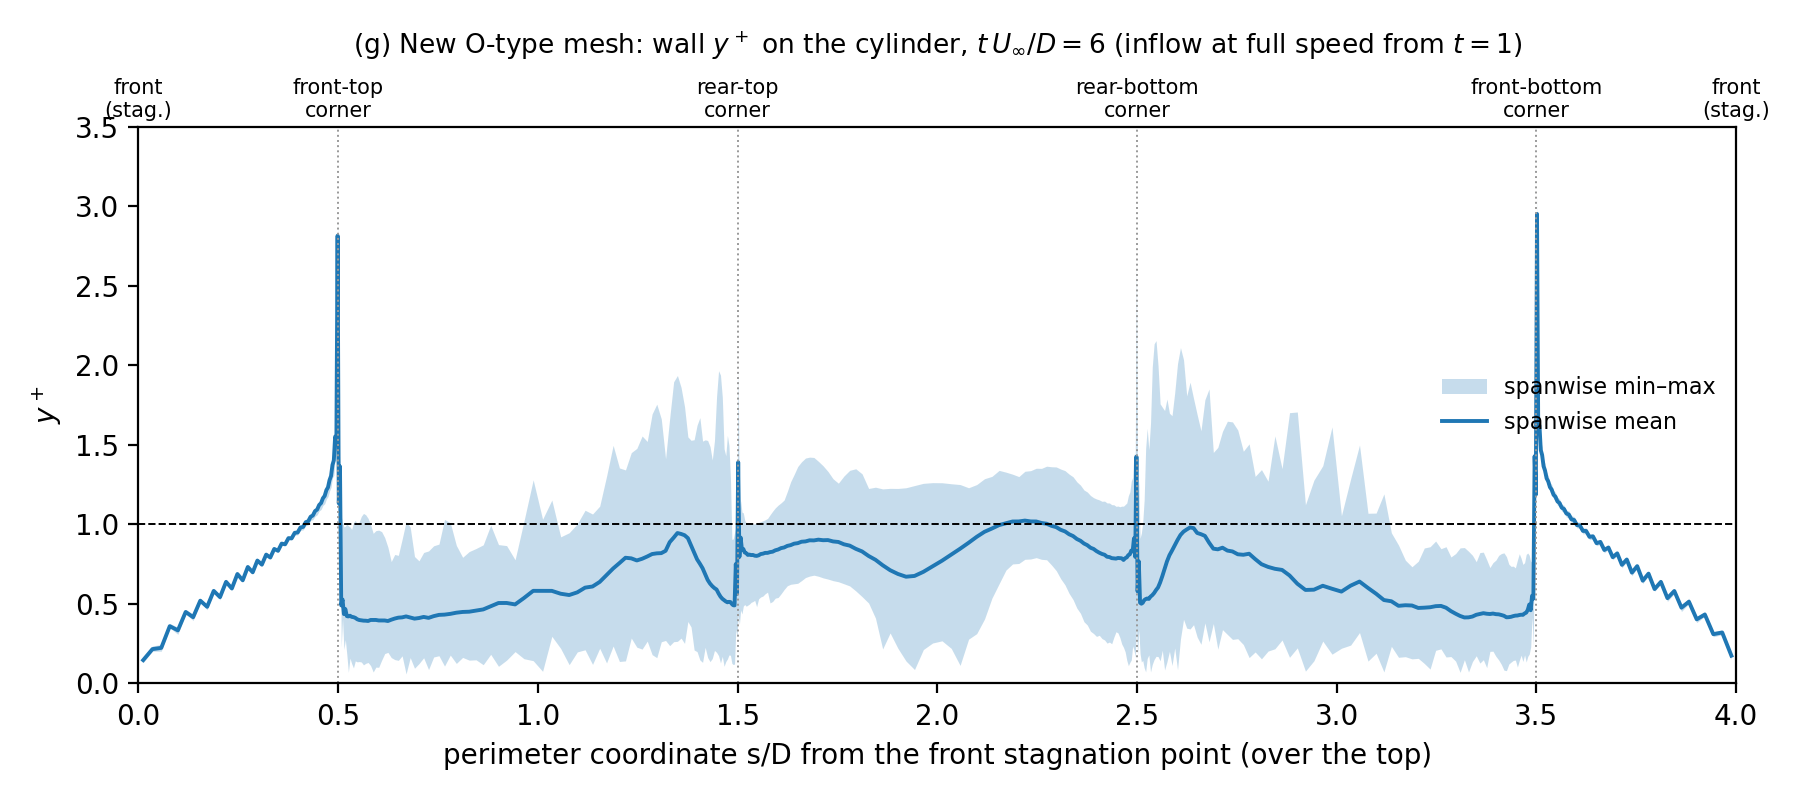 (g) New O-type mesh: wall y⁺ on the cylinder, t U∞/D = 6 (inflow at full speed from t = 1)
front
(stag.)
front-top
corner
rear-top
corner
rear-bottom
corner
front-bottom
corner
front
(stag.)
3.5
3.0
2.5
2.0
1.5
1.0
0.5
0.0
y⁺
spanwise min–max
spanwise mean
0.0 0.5 1.0 1.5 2.0 2.5 3.0 3.5 4.0
perimeter coordinate s/D from the front stagnation point (over the top)